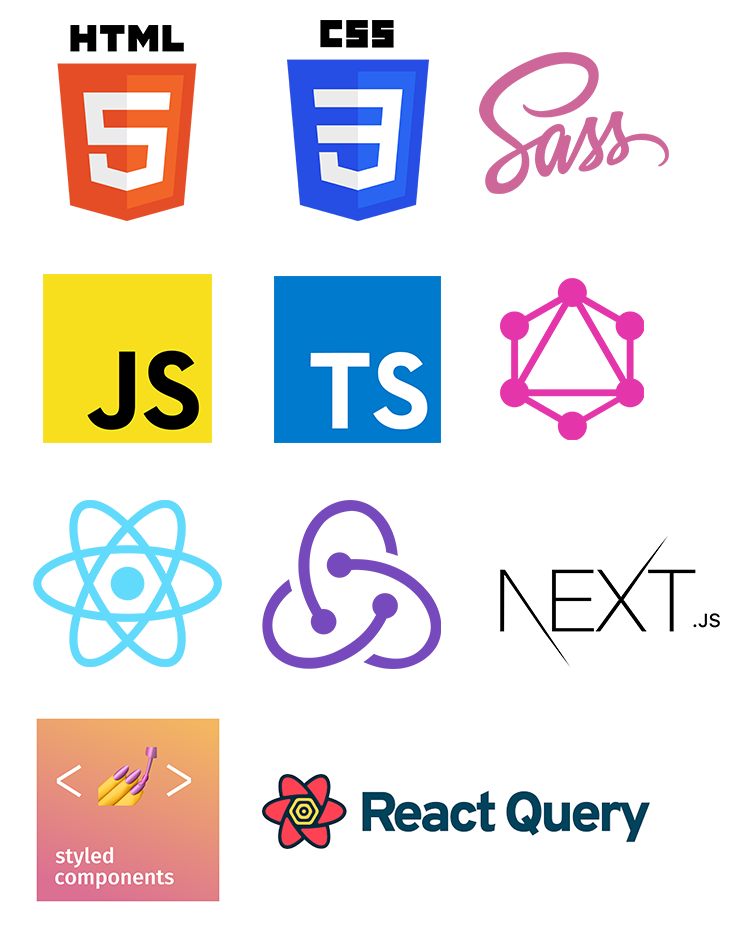 HTML
5
CSS
3
Sass
JS
TS
NEXT.JS
< >
styled
components
React Query